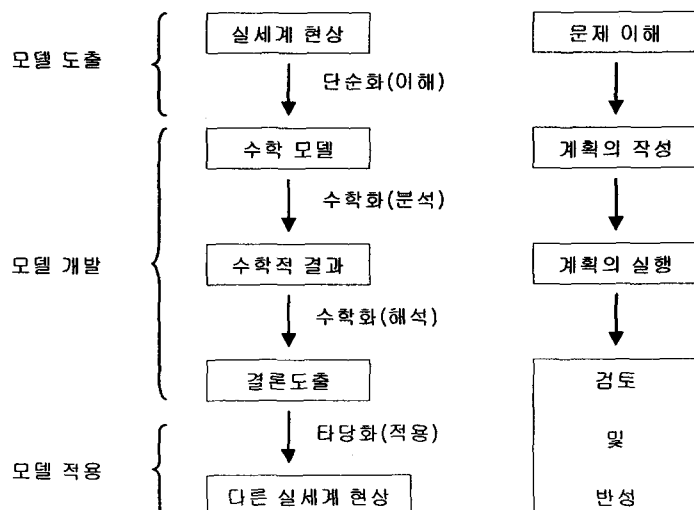 모델 도출
실세계 현상
문제 이해
단순화(이해)
수학 모델
계획의 작성
수학화(분석)
모델 개발
수학적 결과
계획의 실행
수학화(해석)
결론도출
검토
타당화(적용)
및
모델 적용
다른 실세계 현상
반성